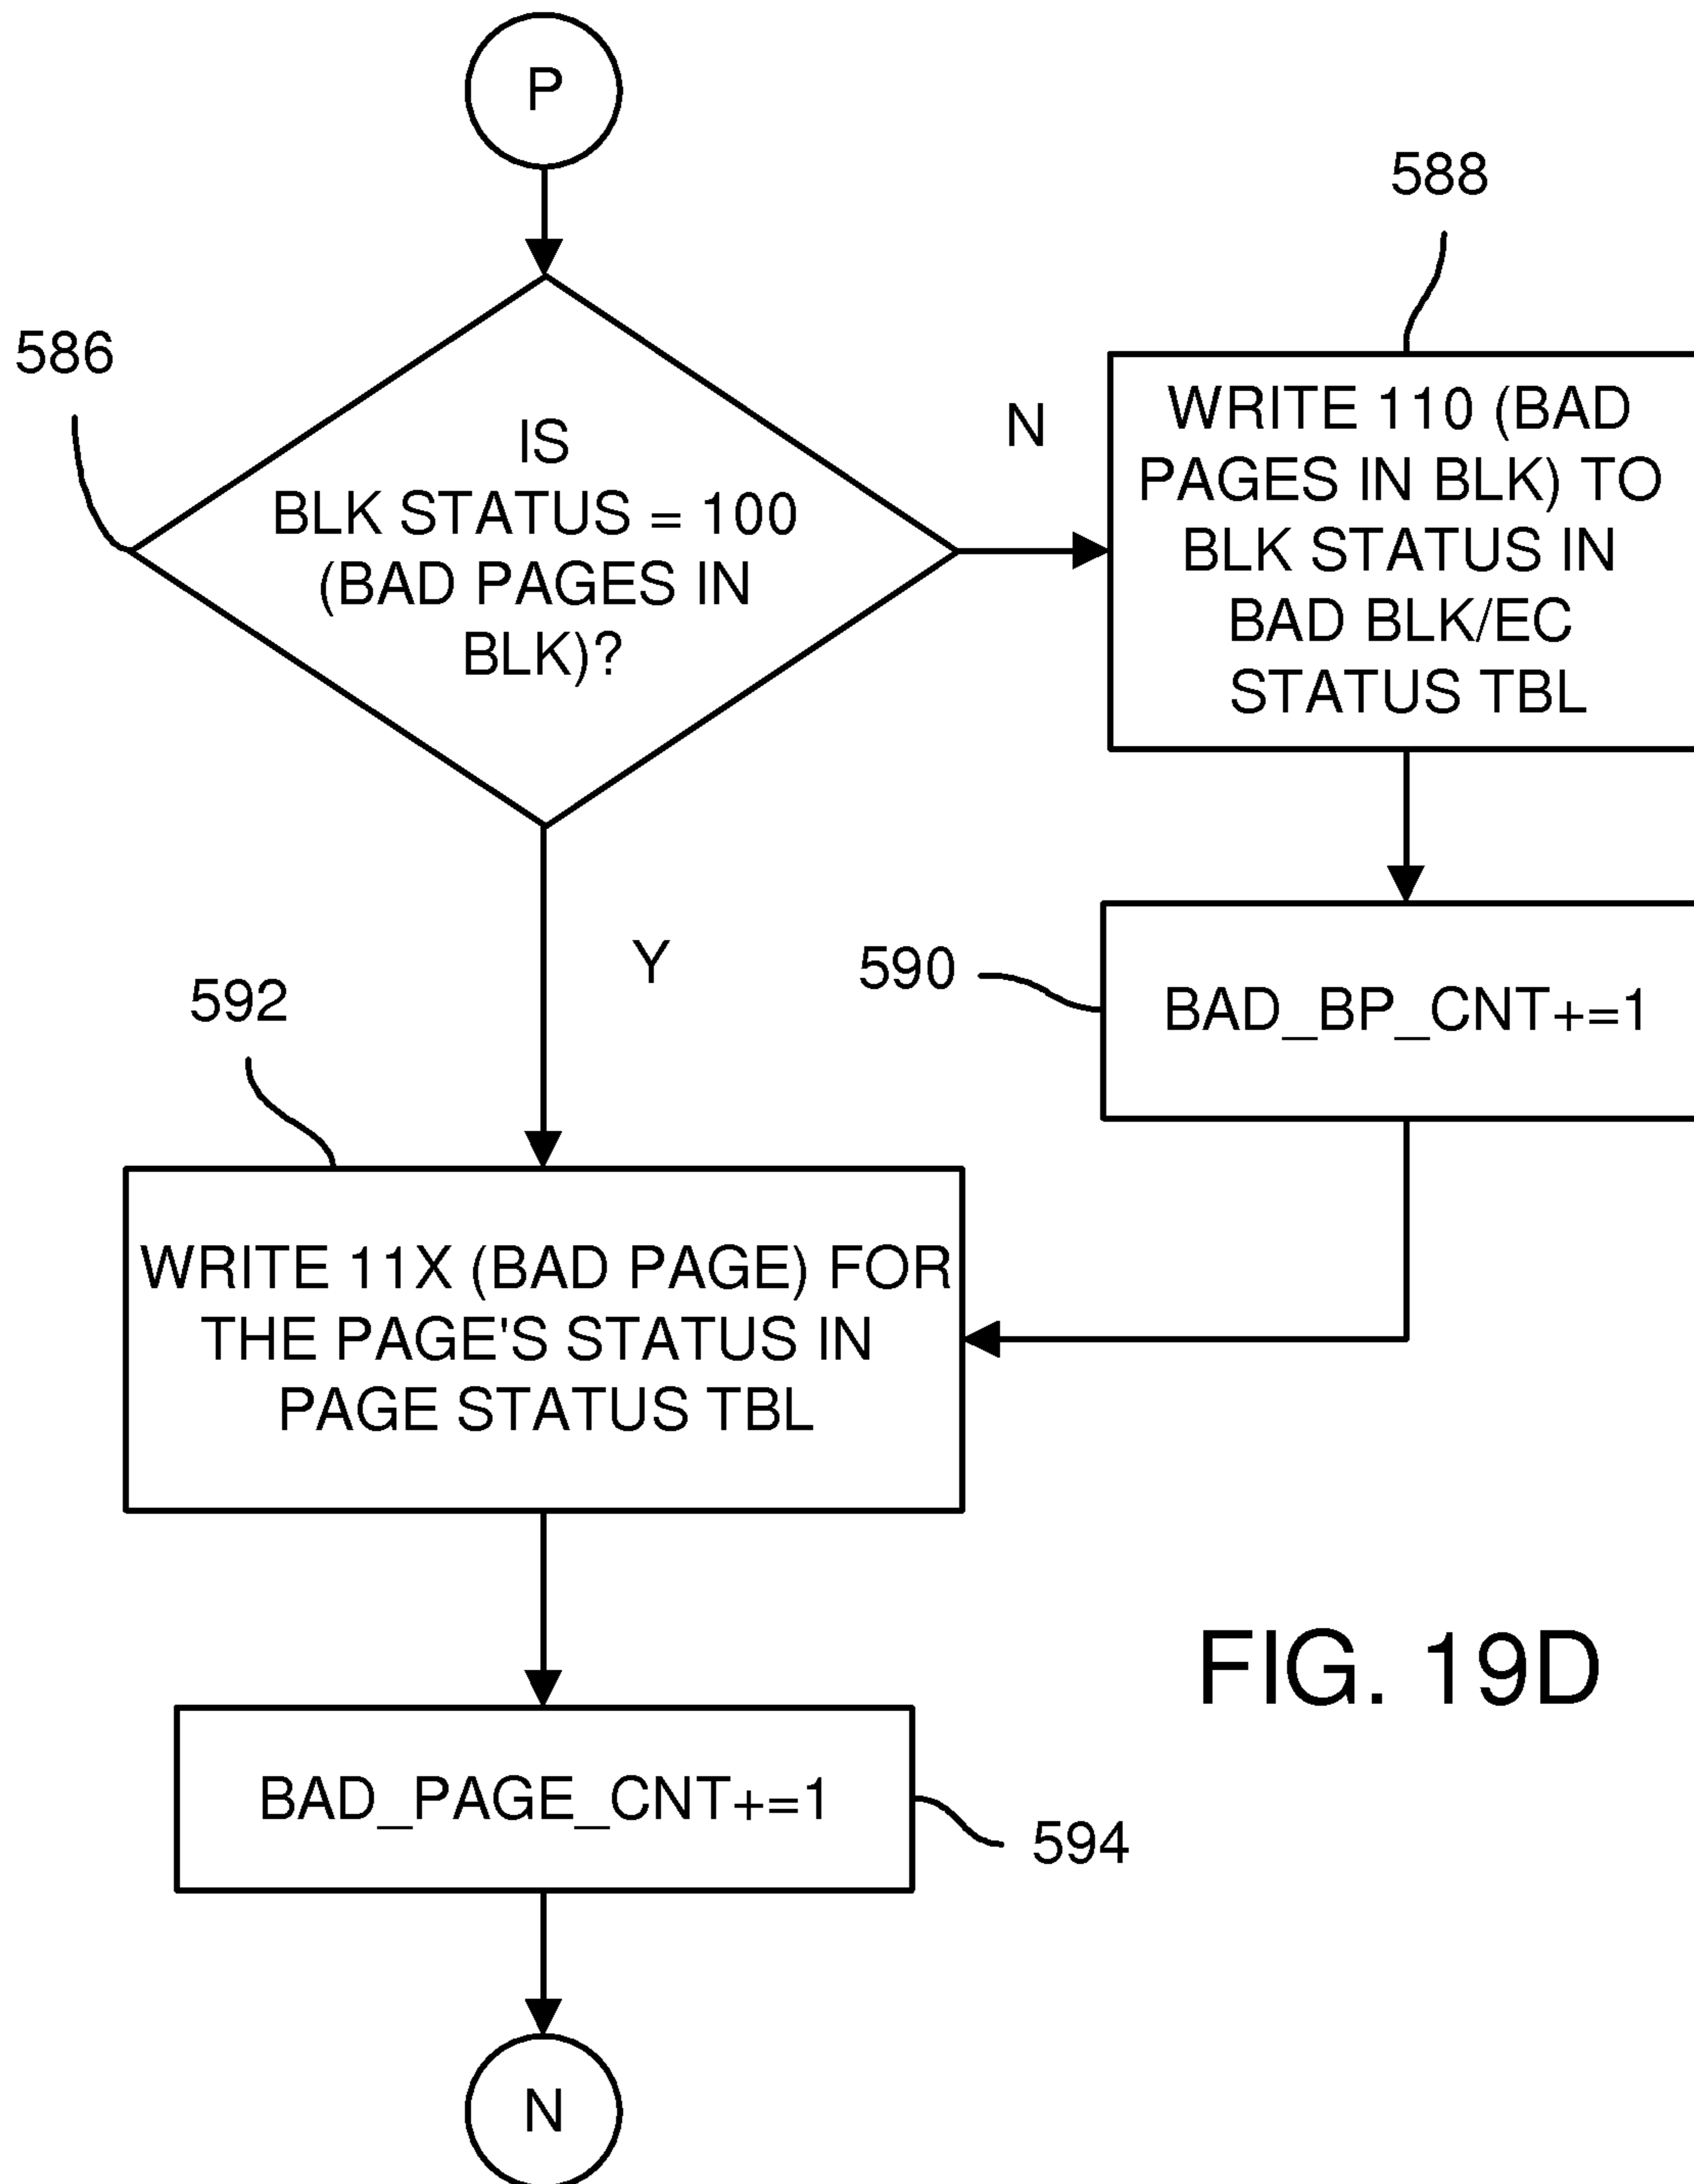 P
588
586
IS
BLK STATUS = 100
(BAD PAGES IN
BLK)?
N
WRITE 110 (BAD
PAGES IN BLK) TO
BLK STATUS IN
BAD BLK/EC
STATUS TBL
Y
590
BAD_BP_CNT+=1
592
WRITE 11X (BAD PAGE) FOR
THE PAGE'S STATUS IN
PAGE STATUS TBL
FIG. 19D
BAD_PAGE_CNT+=1
594
N